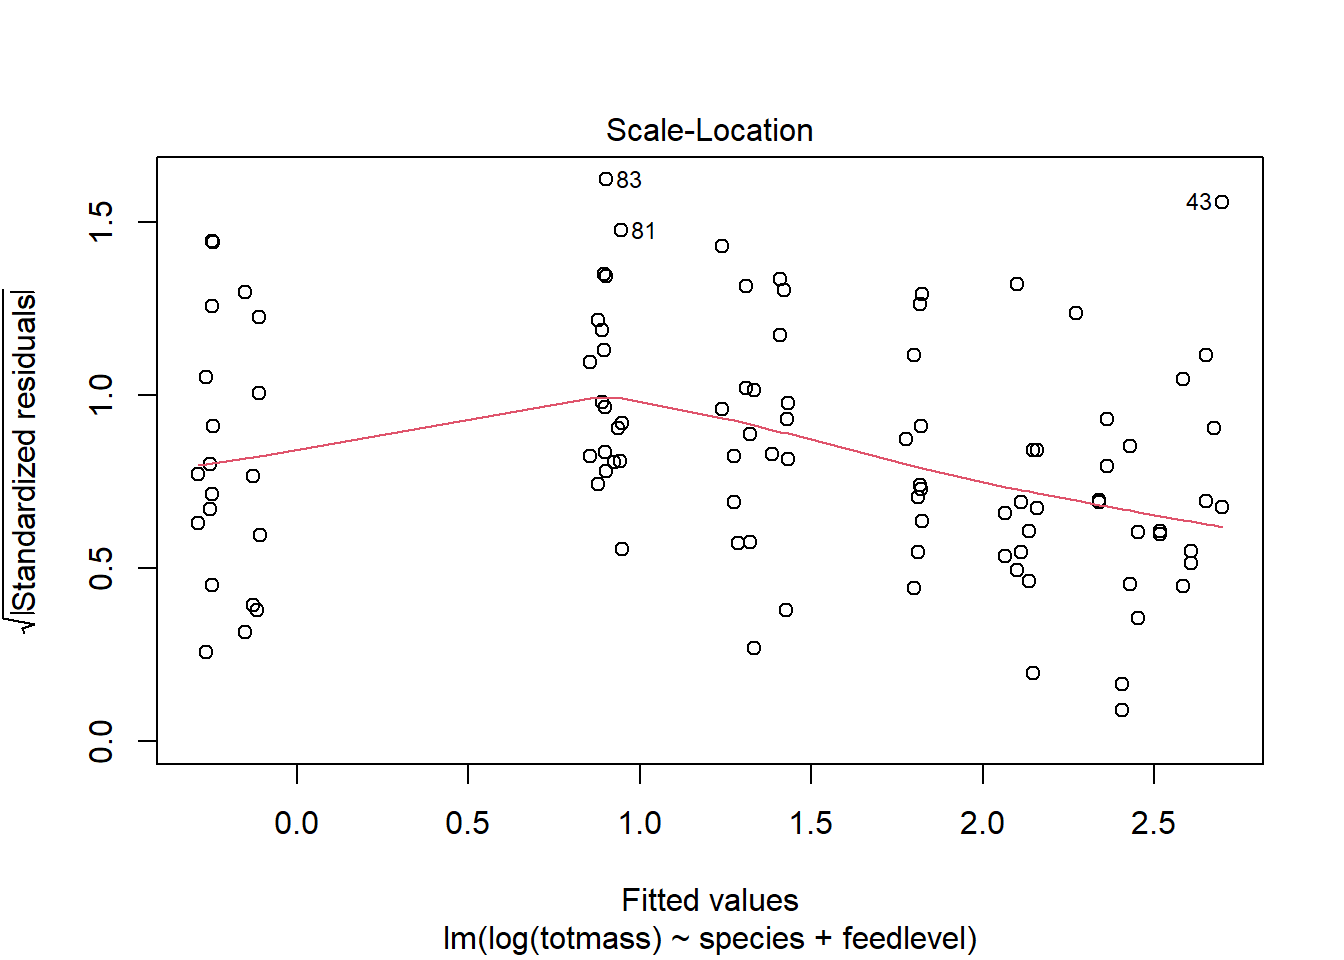 Scale-Location
√|Standardized residuals|
1.5
1.0
0.5
0.0
83
81
43
0.0 0.5 1.0 1.5 2.0 2.5
Fitted values
lm(log(totmass) ~ species + feedlevel)